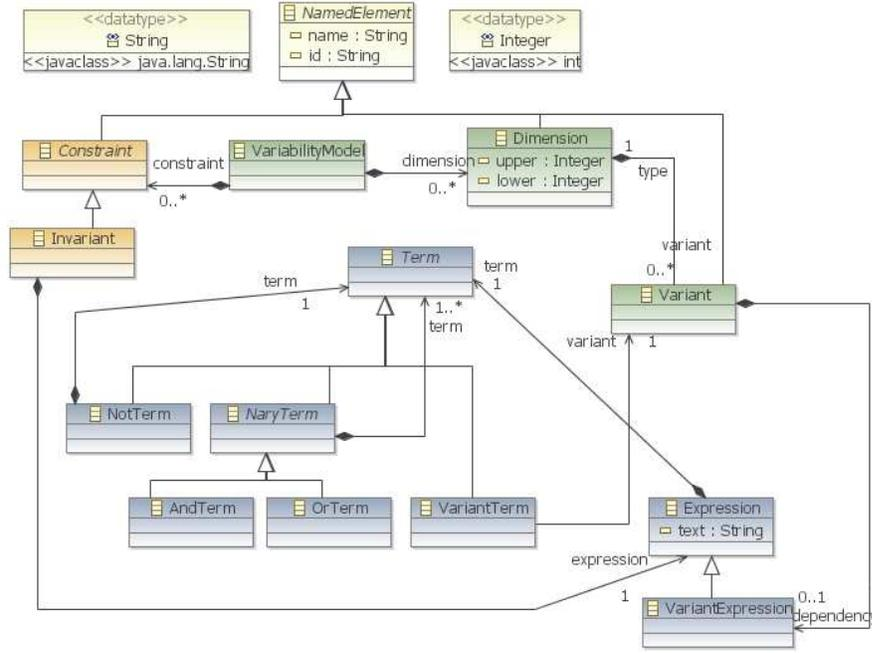 <<datatype>>
String
<<javaclass>> java.lang.String
NamedElement
name : String
id : String
<<datatype>>
Integer
<<javaclass>> int
Constraint
constraint
0..*
VariabilityModel
dimension
0..*
Dimension
upper : Integer
lower : Integer
1
type
Invariant
variant
0..*
Term
term
1
term
1
1..*
term
Variant
variant
1
NotTerm
NaryTerm
AndTerm
OrTerm
VariantTerm
Expression
text : String
expression
1
VariantExpression
0..1
dependenc